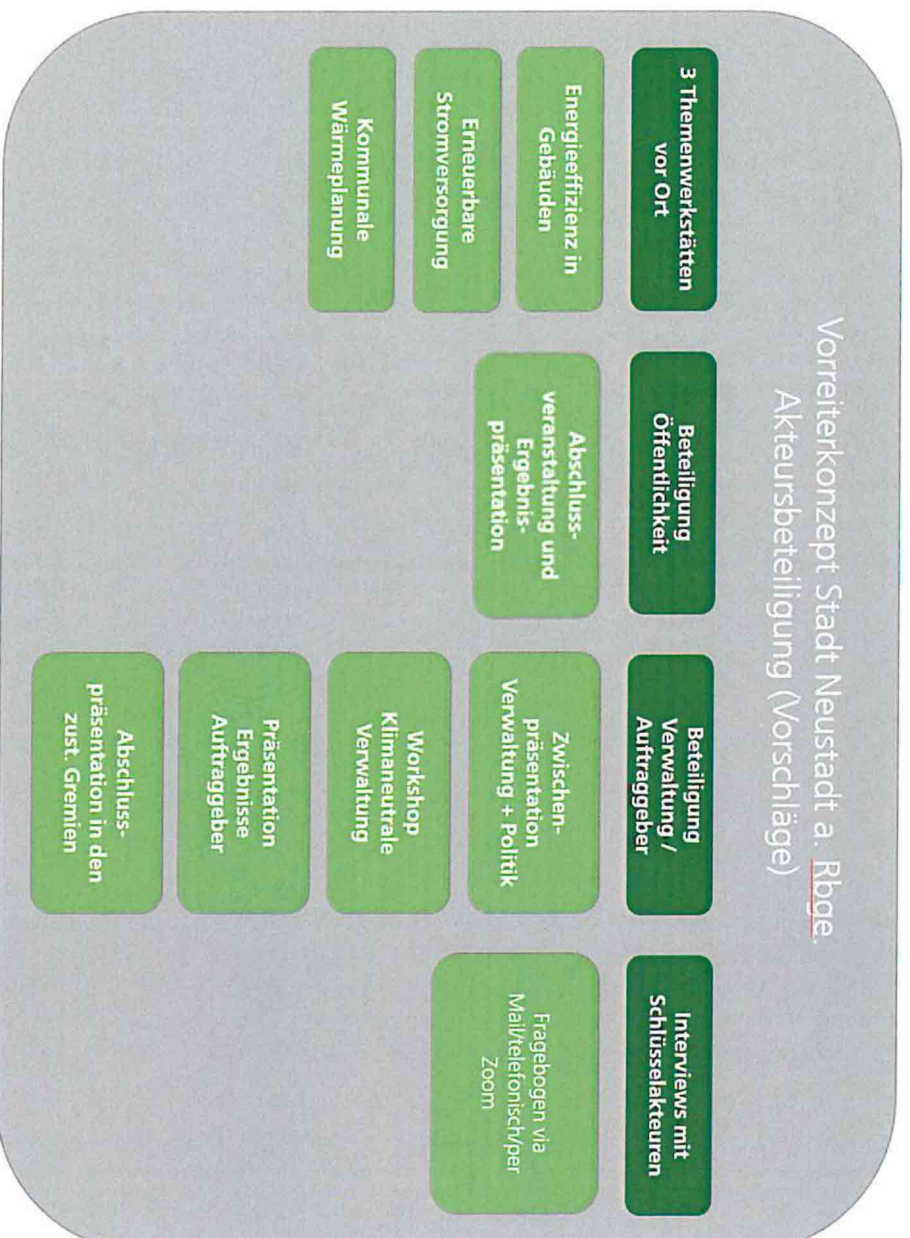 Vorreiterkonzept Stadt Neustadt a. Rbge.
Akteursbeteiligung (Vorschläge)
3 Themenwerkstätten
vor Ort
Energieeffizienz in
Gebäuden
Erneuerbare
Stromversorgung
Kommunale
Wärmeplanung
Beteiligung
Öffentlichkeit
Abschluss-
veranstaltung und
Ergebnis-
präsentation
Beteiligung
Verwaltung /
Auftraggeber
Zwischen-
präsentation
Verwaltung + Politik
Workshop
Klimaneutrale
Verwaltung
Präsentation
Ergebnisse
Auftraggeber
Abschluss-
präsentation in den
zust. Gremien
Interviews mit
Schlüsselakteuren
Fragebogen via
Mail/telefonisch/per
Zoom